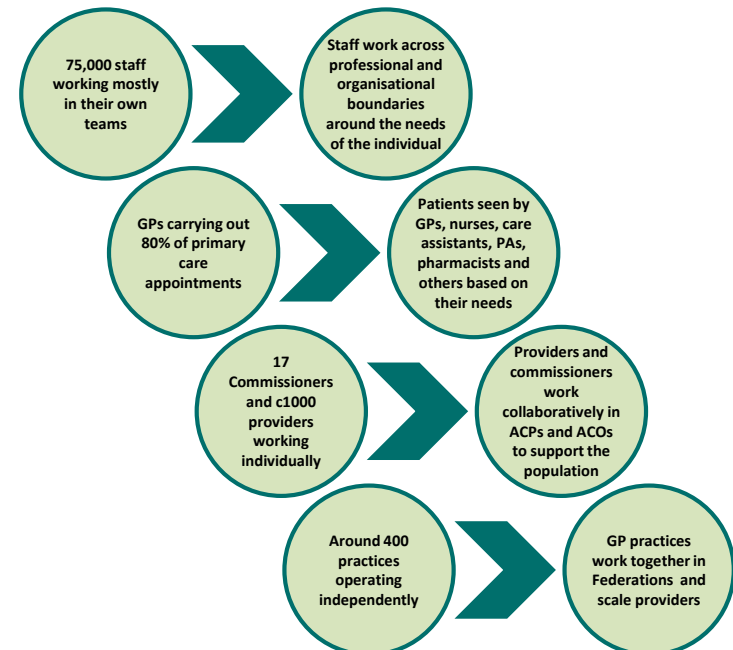 75,000 staff
working mostly
in their own
teams
Staff work across
professional and
organisational
boundaries
around the needs
of the individual
GPs carrying out
80% of primary
care
appointments
Patients seen by
GPs, nurses, care
assistants, PAs,
pharmacists and
others based on
their needs
17
Commissioners
and c1000
providers
working
individually
Providers and
commissioners
work
collaboratively in
ACPs and ACOs
to support the
population
Around 400
practices
operating
independently
GP practices
work together in
Federations and
scale providers